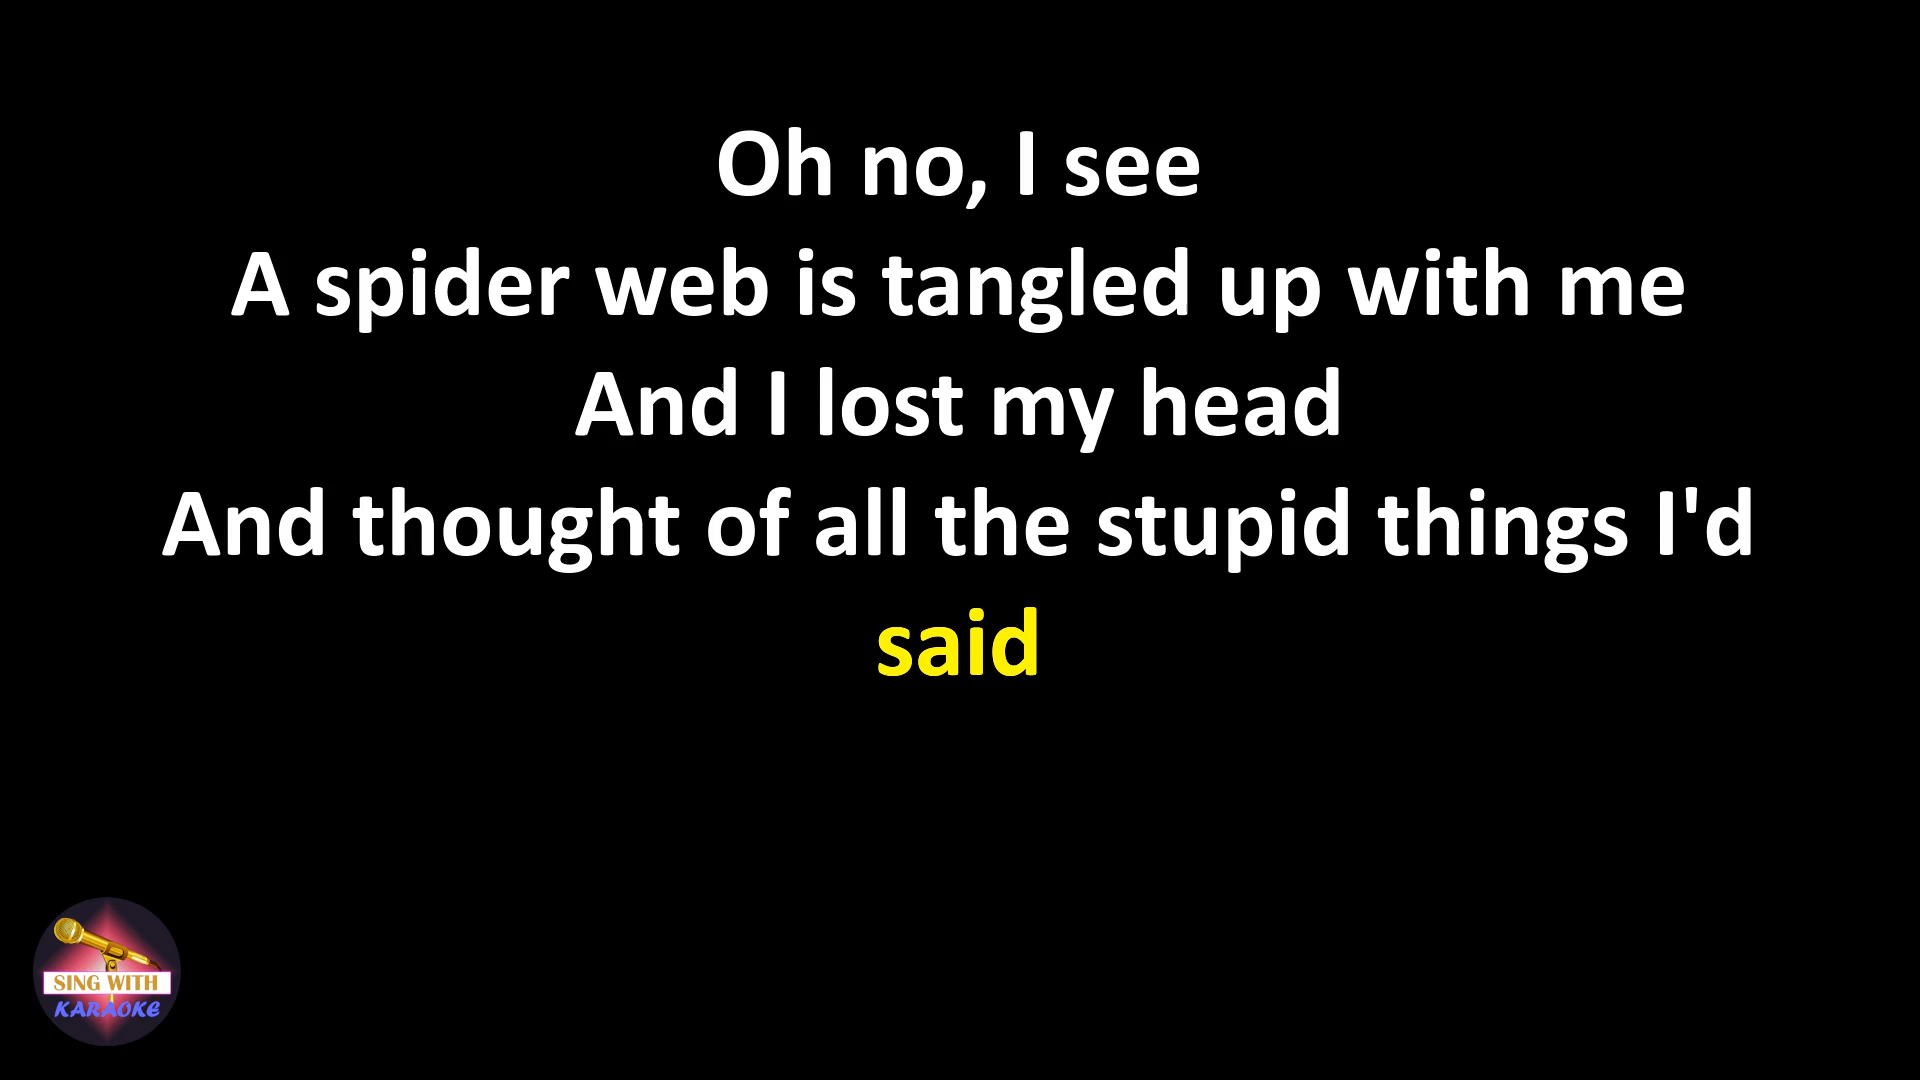 Oh no, I see
A spider web is tangled up with me
And I lost my head
And thought of all the stupid things I'd
said
SING WITH
KARAOKE